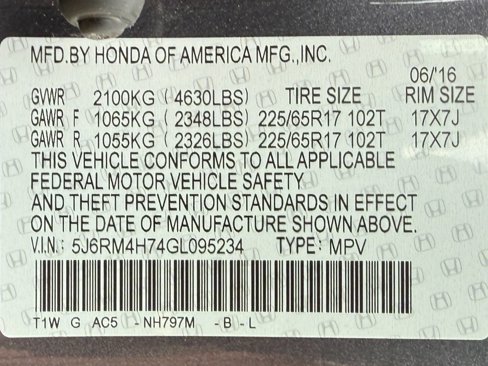 MFD.BY HONDA OF AMERICA MFG.,INC.
06/'16
GVWR 2100KG (4630LBS) TIRE SIZE RIM SIZE
GAWR F 1065KG (2348LBS) 225/65R17 102T 17X7J
GAWR R 1055KG (2326LBS) 225/65R17 102T 17X7J
THIS VEHICLE CONFORMS TO ALL APPLICABLE
FEDERAL MOTOR VEHICLE SAFETY
AND THEFT PREVENTION STANDARDS IN EFFECT
ON THE DATE OF MANUFACTURE SHOWN ABOVE.
V.I.N.: 5J6RM4H74GL095234 TYPE: MPV
T1W G AC5 -NH797M -B-L